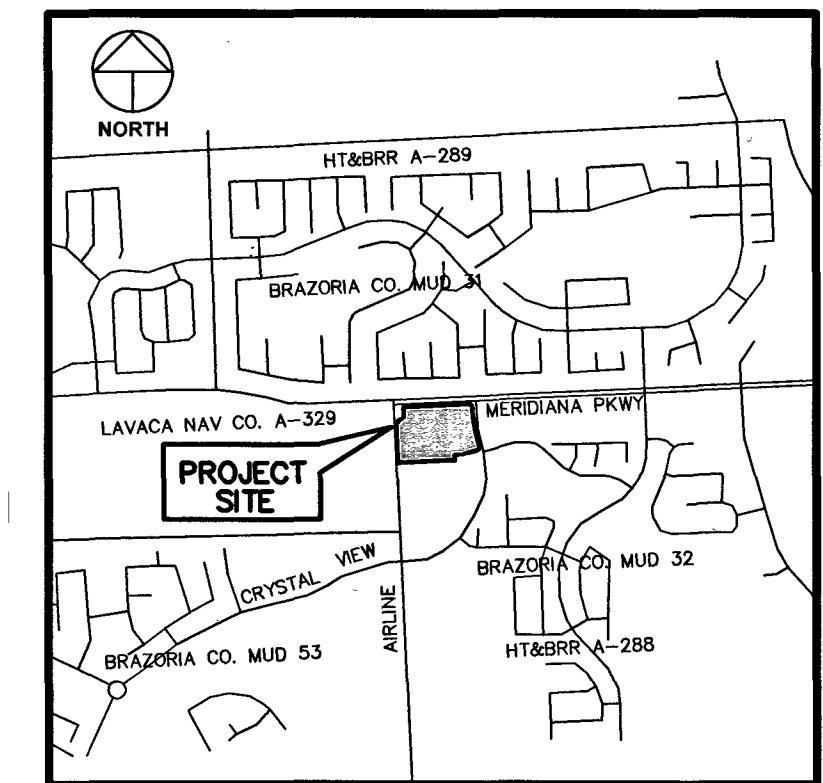 NORTH
HT&BRR A-289
BRAZORIA CO. MUD 31
LAVACA NAV CO. A-329
MERIDIANA PKWY
PROJECT
SITE
CRYSTAL VIEW
AIRLINE
BRAZORIA CO. MUD 32
HT&BRR A-288
BRAZORIA CO. MUD 53